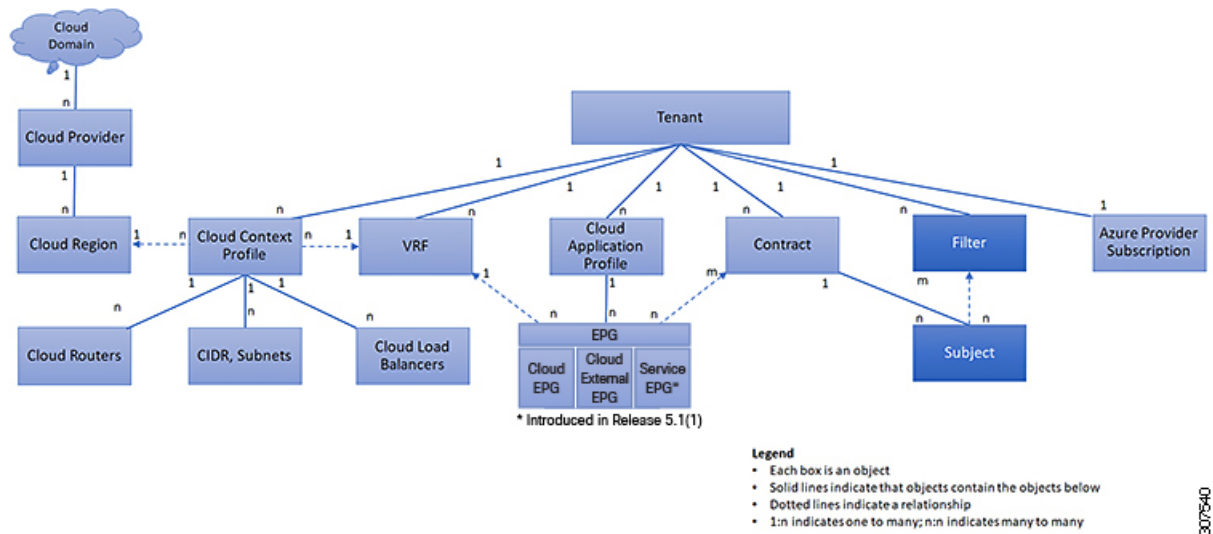 Cloud
Domain
1
n
Cloud Provider
1
n
Cloud Region
Tenant
1
1
1
1
1
1
n
n
n
n
n
1
1
n
Cloud Context
Profile
n
1
VRF
Cloud
Application
Profile
Contract
Filter
Azure Provider
Subscription
1
1
1
n
n
n
1
1
m
1
m
n
n
n
n
n
Cloud Routers
CIDR, Subnets
Cloud Load
Balancers
EPG
Cloud
EPG
Cloud
External
EPG
Service
EPG*
Subject
* Introduced in Release 5.1(1)
Legend
• Each box is an object
• Solid lines indicate that objects contain the objects below
• Dotted lines indicate a relationship
• 1:n indicates one to many; n:n indicates many to many
307540